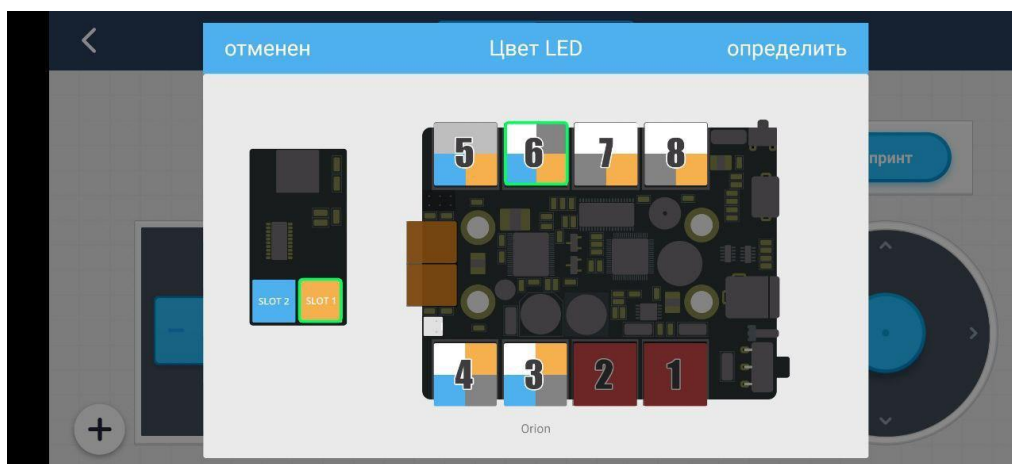 отменен
Цвет LED
определить
принт
5
6
7
8
SLOT 2
SLOT 1
4
3
2
1
Orion